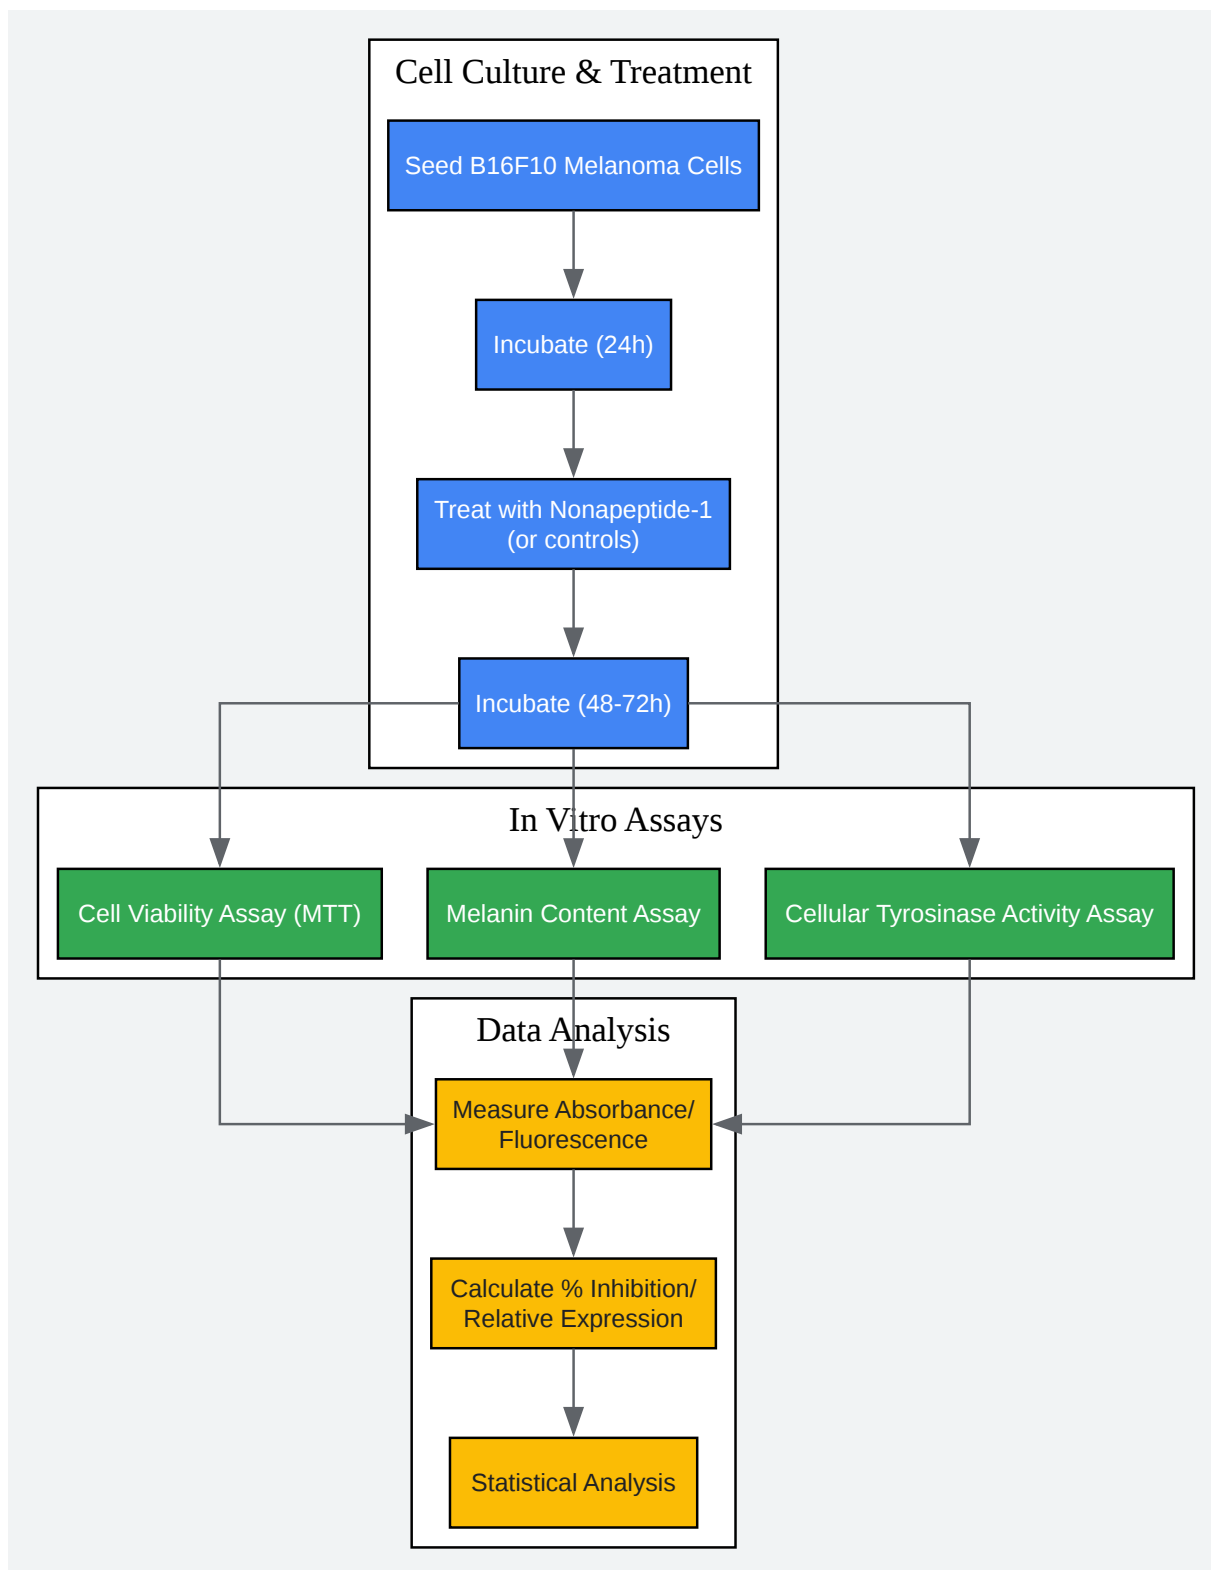 Cell Culture & Treatment
Seed B16F10 Melanoma Cells
Incubate (24h)
Treat with Nonapeptide-1
(or controls)
Incubate (48-72h)
In Vitro Assays
Cell Viability Assay (MTT)
Melanin Content Assay
Cellular Tyrosinase Activity Assay
Data Analysis
Measure Absorbance/
Fluorescence
Calculate % Inhibition/
Relative Expression
Statistical Analysis